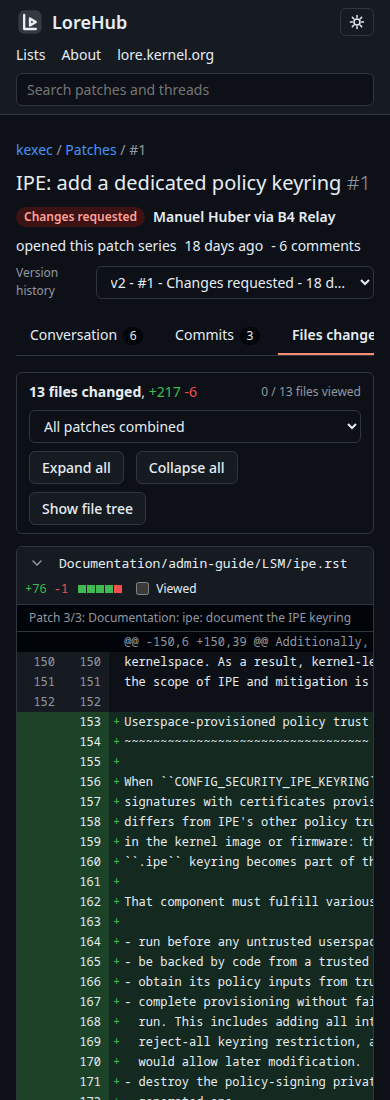 LoreHub
Lists About lore.kernel.org
Search patches and threads
kexec / Patches / #1
IPE: add a dedicated policy keyring #1
Changes requested Manuel Huber via B4 Relay
opened this patch series 18 days ago - 6 comments
Version history
v2 - #1 - Changes requested - 18 d...
Conversation 6 Commits 3 Files change
13 files changed, +217 -6 0 / 13 files viewed
All patches combined
Expand all Collapse all
Show file tree
Documentation/admin-guide/LSM/ipe.rst
+76 -1 Viewed
Patch 3/3: Documentation: ipe: document the IPE keyring
@@ -150,6 +150,39 @@ Additionally,
150 150 kernelspace. As a result, kernel-le
151 151 the scope of IPE and mitigation is
152 152
153 + Userspace-provisioned policy trust
154 + ~~~~~~~~~~~~~~~~~~~~~~~~~~~~~~~~~~
155 +
156 + When ``CONFIG_SECURITY_IPE_KEYRING`
157 + signatures with certificates provis
158 + differs from IPE's other policy tru
159 + in the kernel image or firmware: th
160 + ``.ipe`` keyring becomes part of th
161 +
162 + That component must fulfill various
163 +
164 + - run before any untrusted userspac
165 + - be backed by code from a trusted
166 + - obtain its policy inputs from tru
167 + - complete provisioning without fai
168 + run. This includes adding all int
169 + reject-all keyring restriction, a
170 + would allow later modification.
171 + - destroy the policy-signing privat